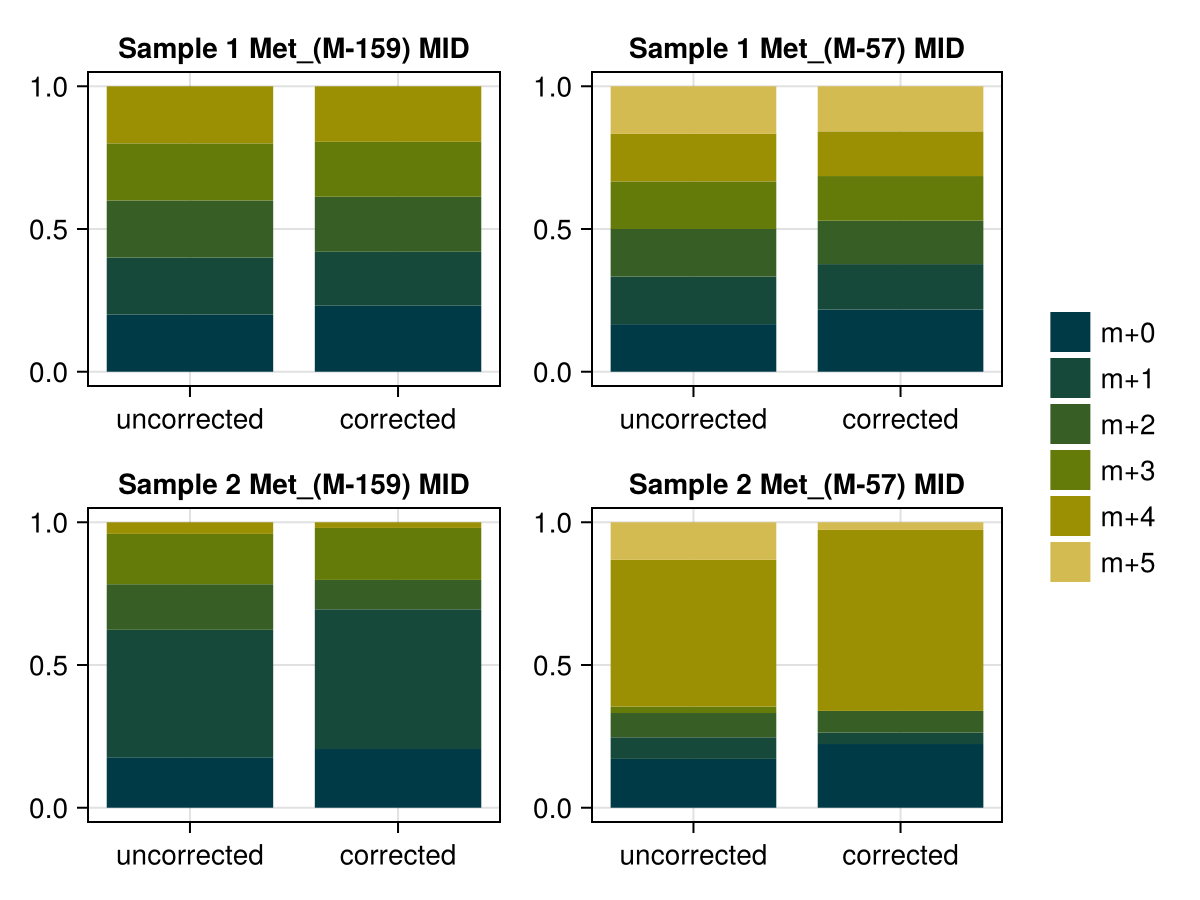 Sample 1 Met_(M-159) MID
1.0
0.5
0.0
uncorrected corrected
Sample 1 Met_(M-57) MID
1.0
0.5
0.0
uncorrected corrected
Sample 2 Met_(M-159) MID
1.0
0.5
0.0
uncorrected corrected
Sample 2 Met_(M-57) MID
1.0
0.5
0.0
uncorrected corrected
m+0
m+1
m+2
m+3
m+4
m+5